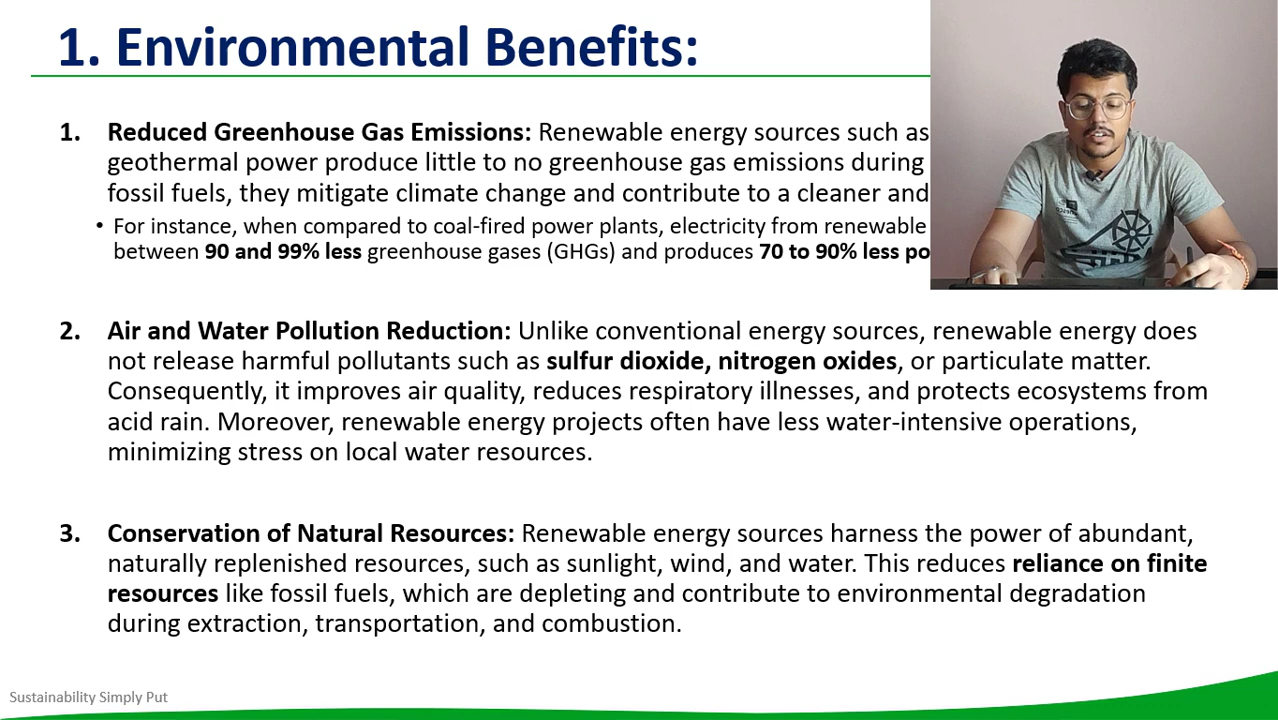 1. Environmental Benefits:
1. Reduced Greenhouse Gas Emissions: Renewable energy sources such as
geothermal power produce little to no greenhouse gas emissions during
fossil fuels, they mitigate climate change and contribute to a cleaner and
• For instance, when compared to coal-fired power plants, electricity from renewable
between 90 and 99% less greenhouse gases (GHGs) and produces 70 to 90% less po
2. Air and Water Pollution Reduction: Unlike conventional energy sources, renewable energy does
not release harmful pollutants such as sulfur dioxide, nitrogen oxides, or particulate matter.
Consequently, it improves air quality, reduces respiratory illnesses, and protects ecosystems from
acid rain. Moreover, renewable energy projects often have less water-intensive operations,
minimizing stress on local water resources.
3. Conservation of Natural Resources: Renewable energy sources harness the power of abundant,
naturally replenished resources, such as sunlight, wind, and water. This reduces reliance on finite
resources like fossil fuels, which are depleting and contribute to environmental degradation
during extraction, transportation, and combustion.
Sustainability Simply Put